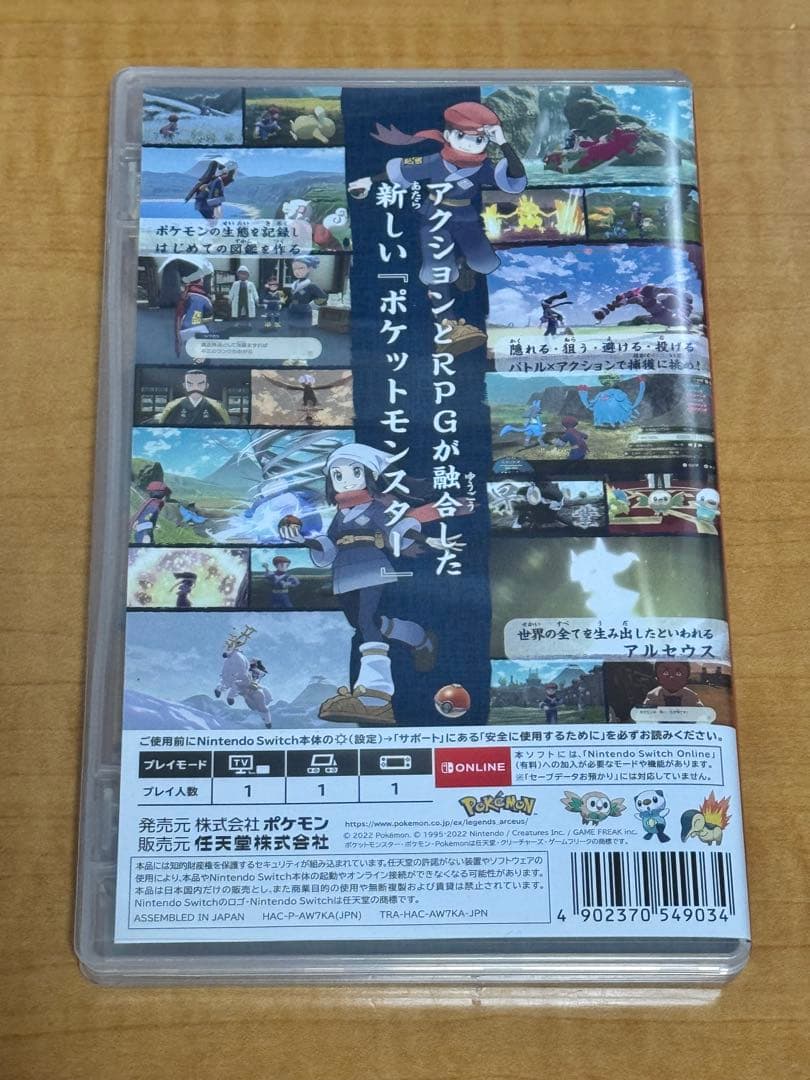 アクションとRPGが融合した
ゆうごう
新しい『ポケットモンスター』
あたら
ポケモンの生態を記録し
はじめての図鑑を作る
隠れる・狙う・避ける・投げる
バトル×アクションで捕獲に挑め!
世界の全てを生み出したといわれる
アルセウス
ご使用前にNintendo Switch本体の(設定)→「サポート」にある「安全に使用するために」を必ずお読みください。
プレイモード TV
プレイ人数 1 1 1
ONLINE
本ソフトには、「Nintendo Switch Online」
(有料)への加入が必要なモードや機能があります。
※「セーブデータお預かり」には対応していません。
発売元 株式会社 ポケモン
販売元 任天堂株式会社
POKéMON
https://www.pokemon.co.jp/ex/legends_arceus/
© 2022 Pokémon. © 1995-2022 Nintendo / Creatures Inc. / GAME FREAK inc.
ポケットモンスター・ポケモン・Pokémonは任天堂・クリーチャーズ・ゲームフリークの商標です。
本品には知的財産権を保護するセキュリティが組み込まれています。任天堂の許諾がない装置やソフトウェアの
使用により、本品やNintendo Switch本体の起動やオンライン接続ができなくなる可能性があります。
本品は日本国内だけの販売とし、また商業目的の使用や無断複製および賃貸は禁止されています。
Nintendo Switchのロゴ・Nintendo Switchは任天堂の商標です。
ASSEMBLED IN JAPAN HAC-P-AW7KA(JPN) TRA-HAC-AW7KA-JPN
4 902370 549034